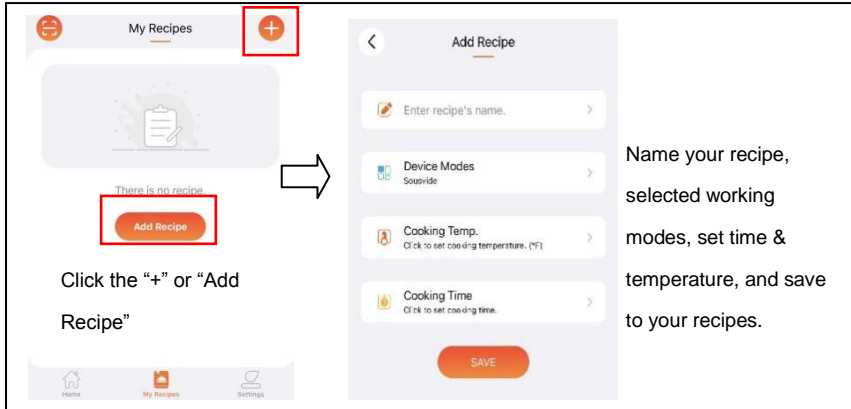 My Recipes
There is no recipe.
Add Recipe
Click the “+” or “Add
Recipe”
Home
My Recipes
Settings
Add Recipe
Enter recipe's name.
Device Modes
Sousvide
Cooking Temp.
Click to set cooking temperature. (°F)
Cooking Time
Click to set cooking time.
SAVE
Name your recipe,
selected working
modes, set time &
temperature, and save
to your recipes.